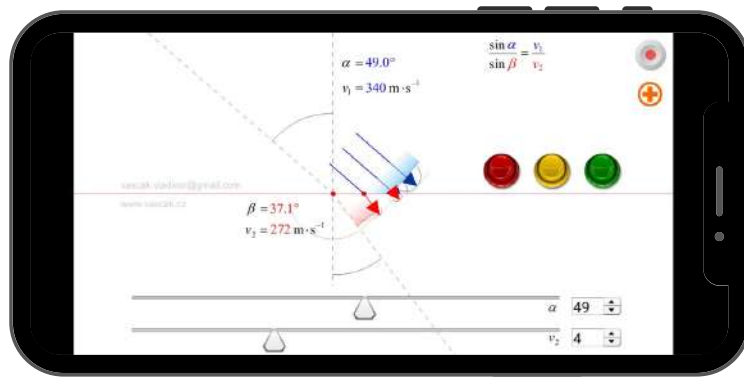 α = 49.0°
v₁ = 340 m·s⁻¹
sin α / sin β = v₁ / v₂
vascak.vladimir@gmail.com
www.vascak.cz
β = 37.1°
v₂ = 272 m·s⁻¹
α 49
v₂ 4